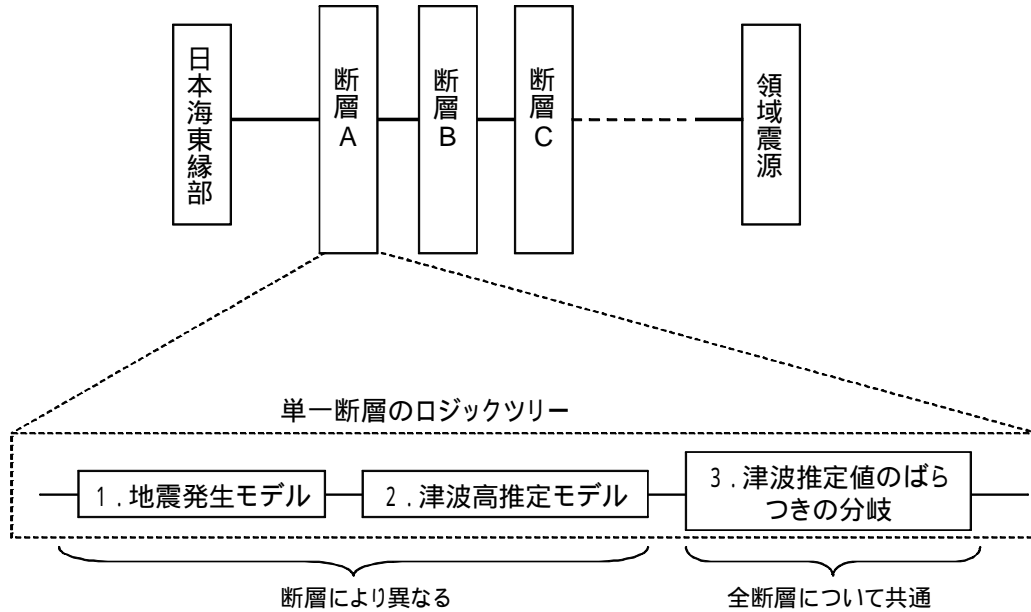 日本海東縁部
断層A
断層B
断層C
領域震源
単一断層のロジックツリー
1.地震発生モデル
2.津波高推定モデル
3.津波推定値のばら
つきの分岐
断層により異なる
全断層について共通